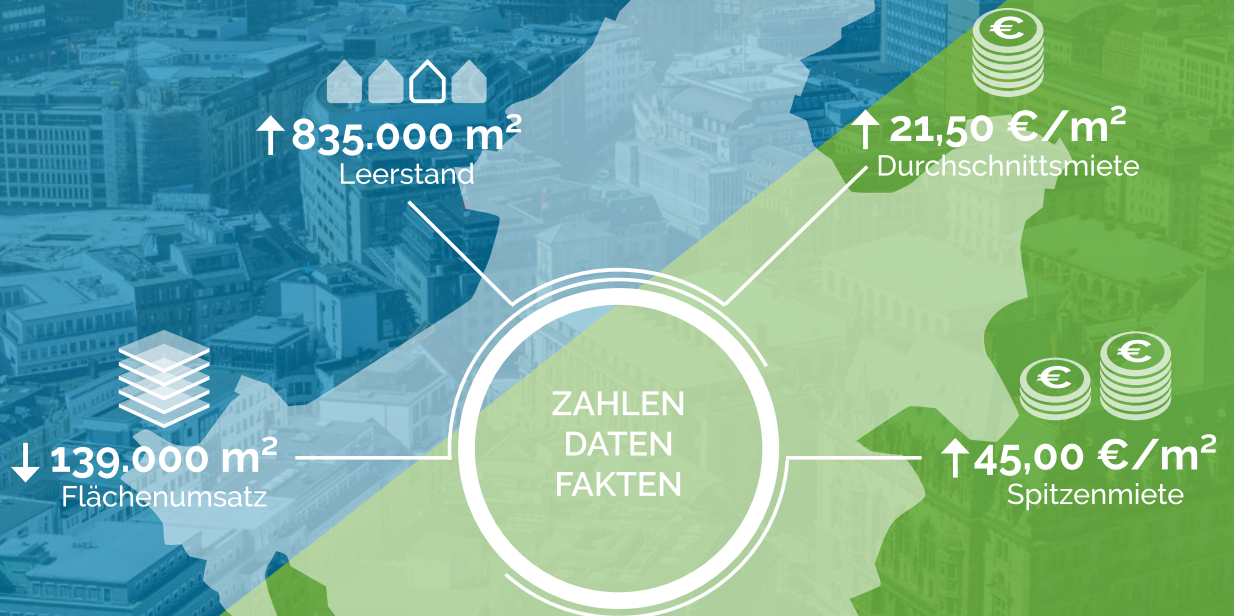 ↑ 835.000 m²
Leerstand
↑ 21,50 €/m²
Durchschnittsmiete
ZAHLEN
DATEN
FAKTEN
↓ 139.000 m²
Flächenumsatz
↑ 45,00 €/m²
Spitzenmiete